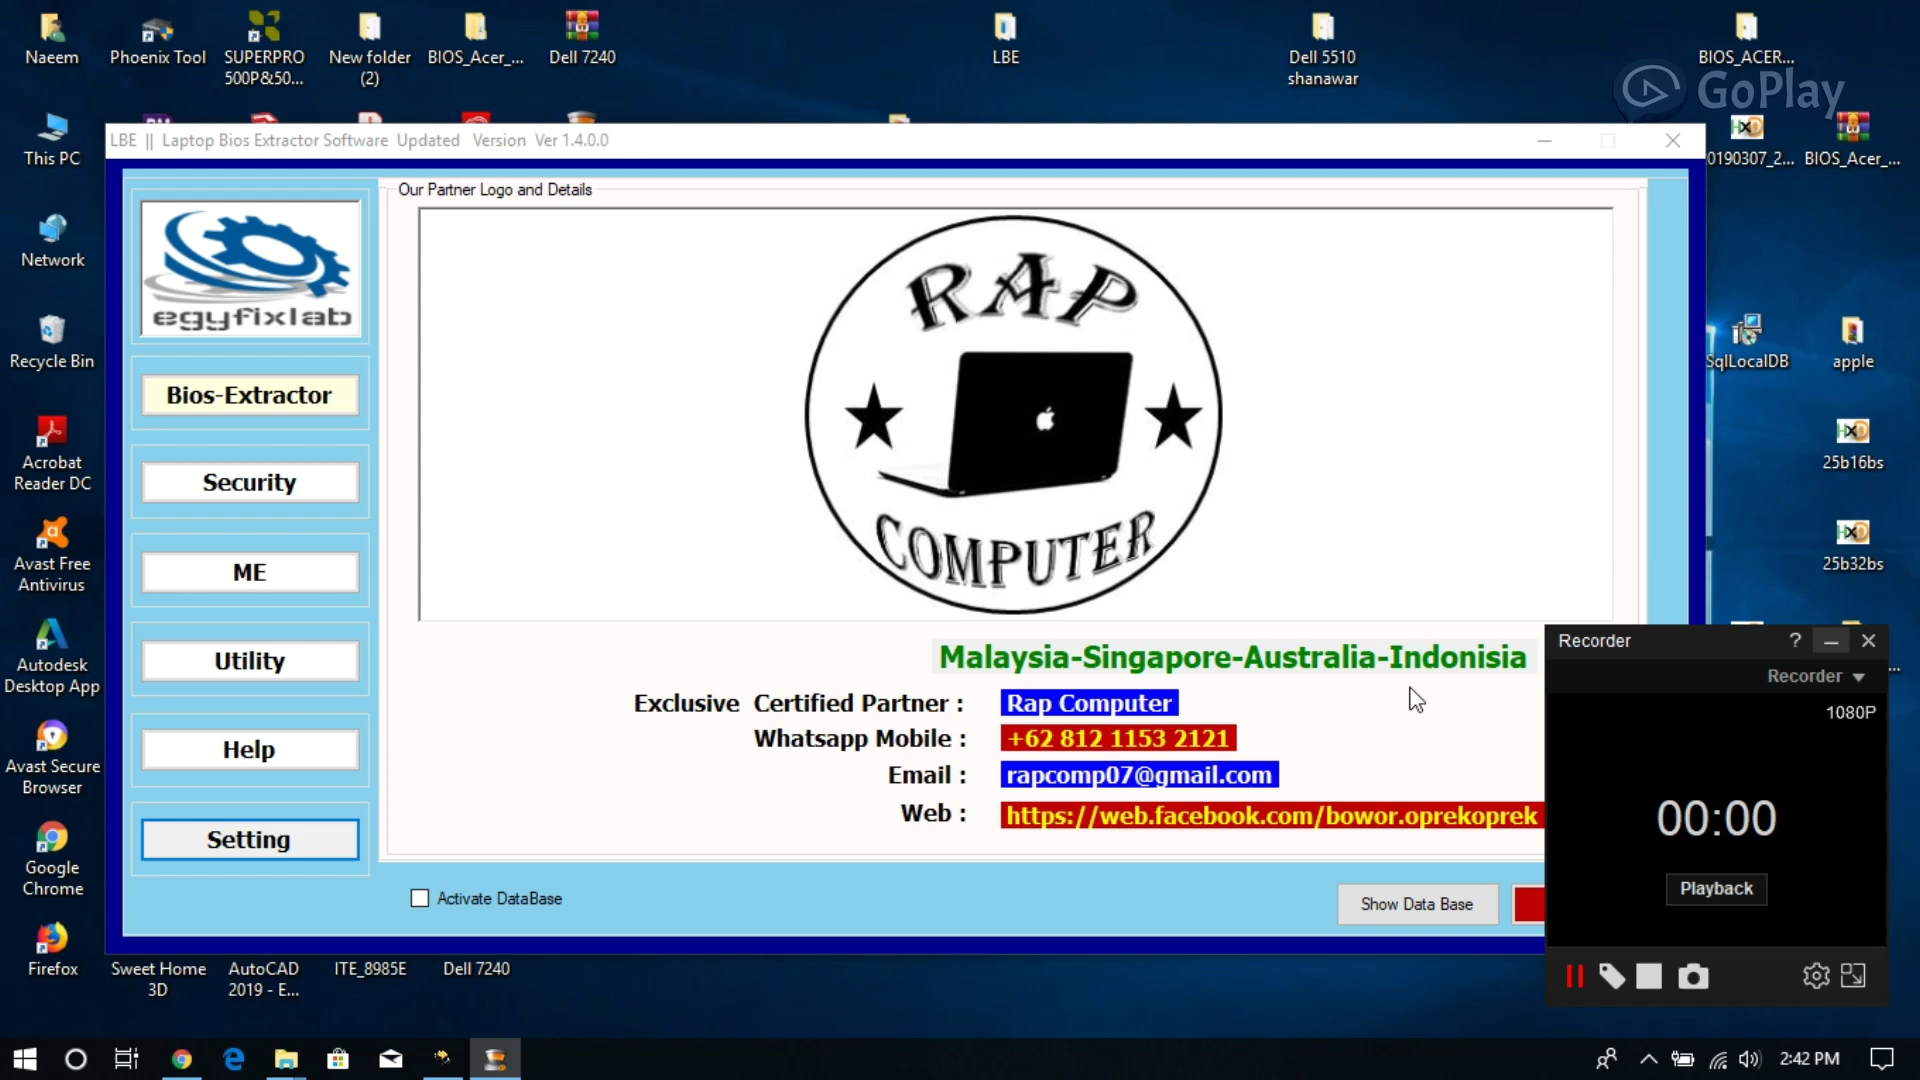 Naeem
Phoenix Tool
SUPERPRO
500P&50...
New folder
(2)
BIOS_Acer_...
Dell 7240
LBE
Dell 5510
shanawar
BIOS_ACER...
GoPlay
This PC
Network
Recycle Bin
Acrobat
Reader DC
Avast Free
Antivirus
Autodesk
Desktop App
Avast Secure
Browser
Google
Chrome
Firefox
LBE || Laptop Bios Extractor Software Updated Version Ver 1.4.0.0
egyfixlab
Bios-Extractor
Security
ME
Utility
Help
Setting
Our Partner Logo and Details
RAP
COMPUTER
Malaysia-Singapore-Australia-Indonisia
Exclusive Certified Partner : Rap Computer
Whatsapp Mobile : +62 812 1153 2121
Email : rapcomp07@gmail.com
Web : https://web.facebook.com/bowor.oprekoprek
Activate DataBase
Show Data Base
0190307_2...
BIOS_Acer_...
SqlLocalDB
apple
25b16bs
25b32bs
Recorder
?
Recorder
1080P
00:00
Playback
Sweet Home
3D
AutoCAD
2019 - E...
ITE_8985E
Dell 7240
2:42 PM